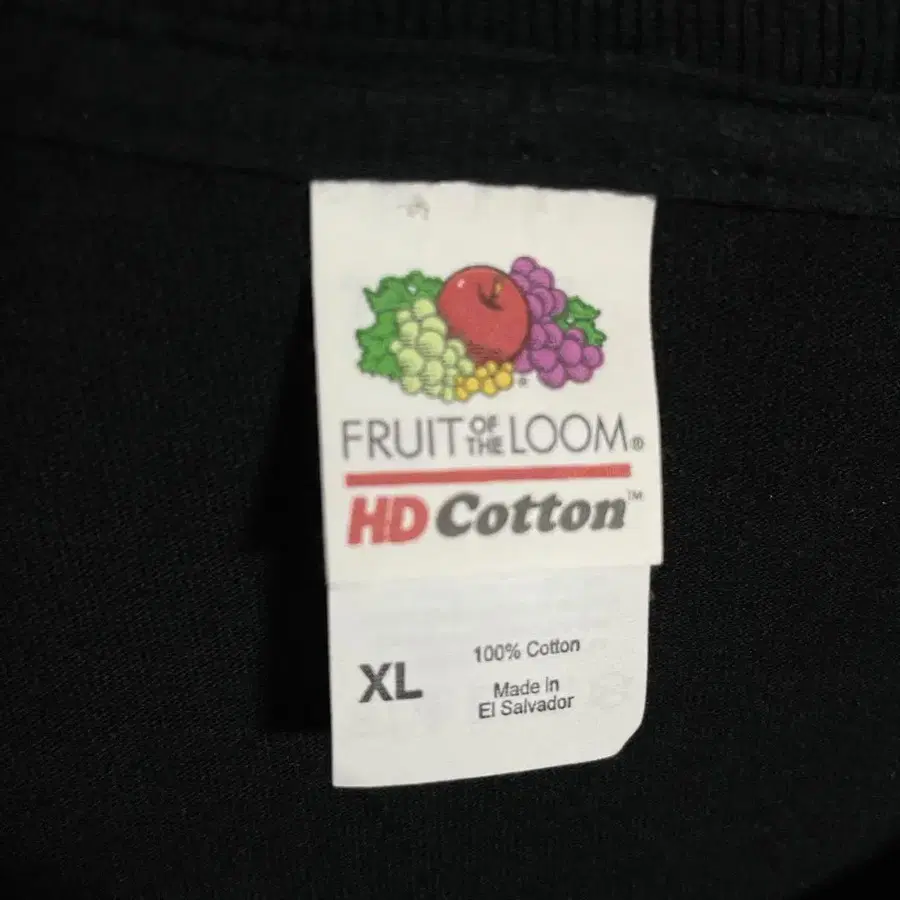 FRUIT OF THE LOOM®
HD Cotton™
XL
100% Cotton
Made In
El Salvador